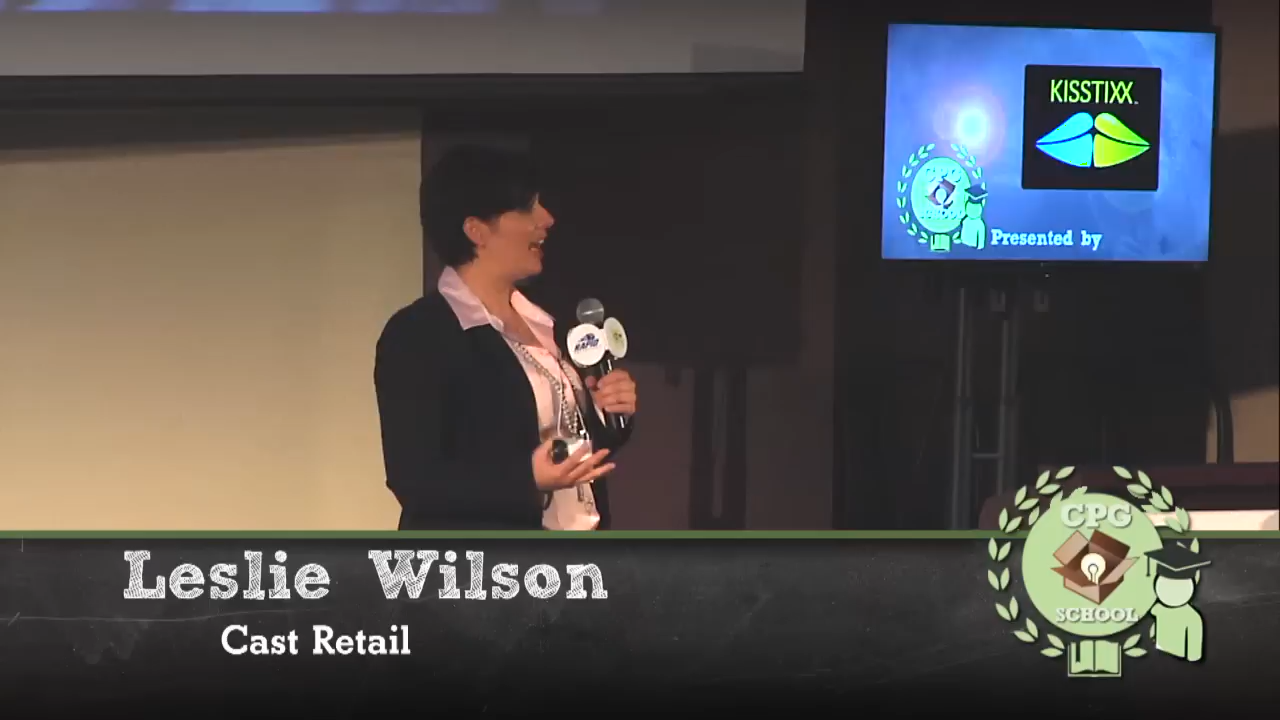 KISSTIXX
CPG
SCHOOL
Presented by
Leslie Wilson
Cast Retail
CPG
SCHOOL